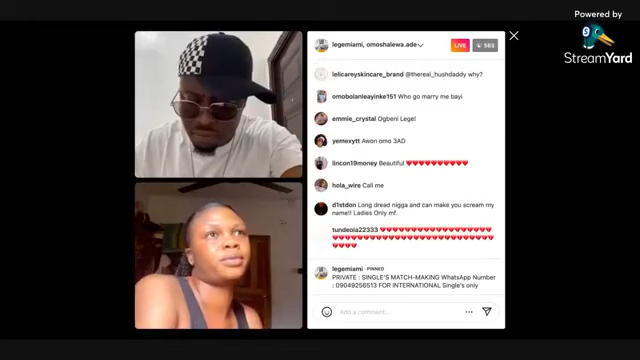 Powered by
StreamYard
legemiami, omoshalewa.ade
LIVE
583
lelicareyskincare_brand @thereal_hushdaddy why?
omobolanleayinke151 Who go marry me bayi
emmie_crystal Ogbeni Lege!
yemexytt Awon omo 3AD
lincon19money Beautiful ❤❤❤❤❤❤❤❤❤❤❤
hola_wire Call me
d1stdon Long dread nigga and can make you scream my
name!! Ladies Only mf.
legemiami • PINNED
PRIVATE : SINGLE'S MATCH-MAKING WhatsApp Number
: 09049256513 FOR INTERNATIONAL Single's only
Add a comment...